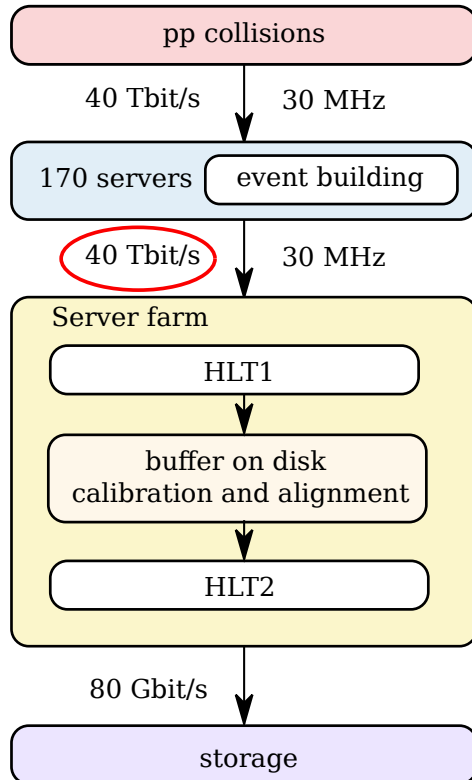 pp collisions
40 Tbit/s 30 MHz
170 servers event building
40 Tbit/s 30 MHz
Server farm
HLT1
buffer on disk
calibration and alignment
HLT2
80 Gbit/s
storage